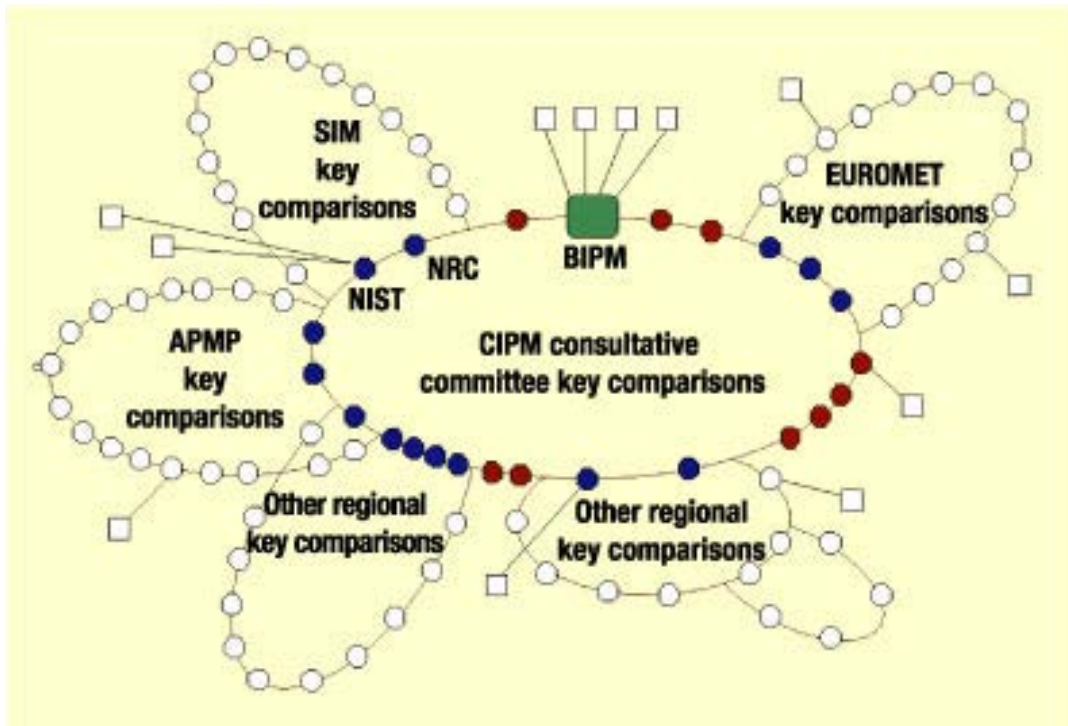 SIM
key
comparisons
EUROMET
key comparisons
BIPM
NRC
NIST
APMP
key
comparisons
CIPM consultative
committee key comparisons
Other regional
key comparisons
Other regional
key comparisons